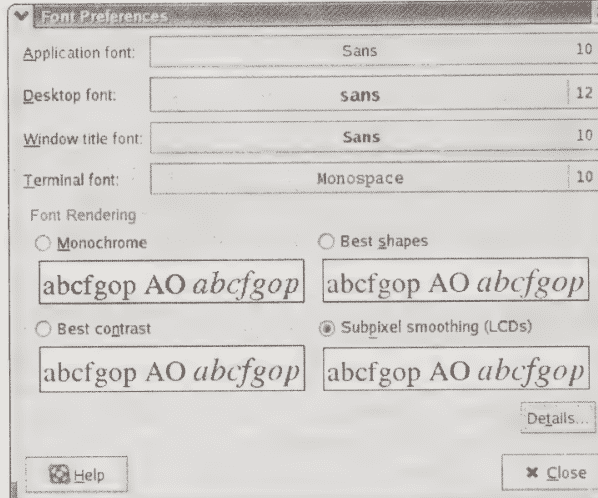 Font Preferences
Application font: Sans 10
Desktop font: sans 12
Window title font: Sans 10
Terminal font: Monospace 10
Font Rendering
Monochrome Best shapes
abcfgop AO abcfgop abcfgop AO abcfgop
Best contrast Subpixel smoothing (LCDs)
abcfgop AO abcfgop abcfgop AO abcfgop
Details...
Help Close